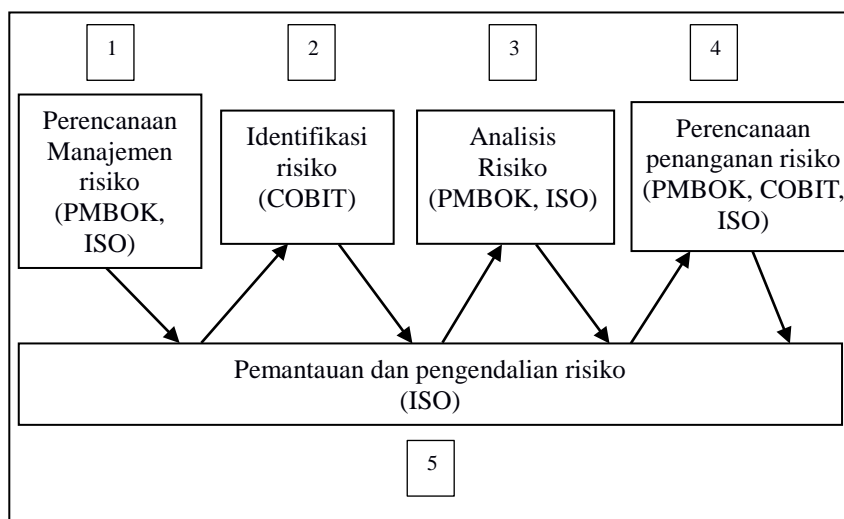 1
2
3
4
Perencanaan
Manajemen
risiko
(PMBOK,
ISO)
Identifikasi
risiko
(COBIT)
Analisis
Risiko
(PMBOK, ISO)
Perencanaan
penanganan risiko
(PMBOK, COBIT,
ISO)
Pemantauan dan pengendalian risiko
(ISO)
5